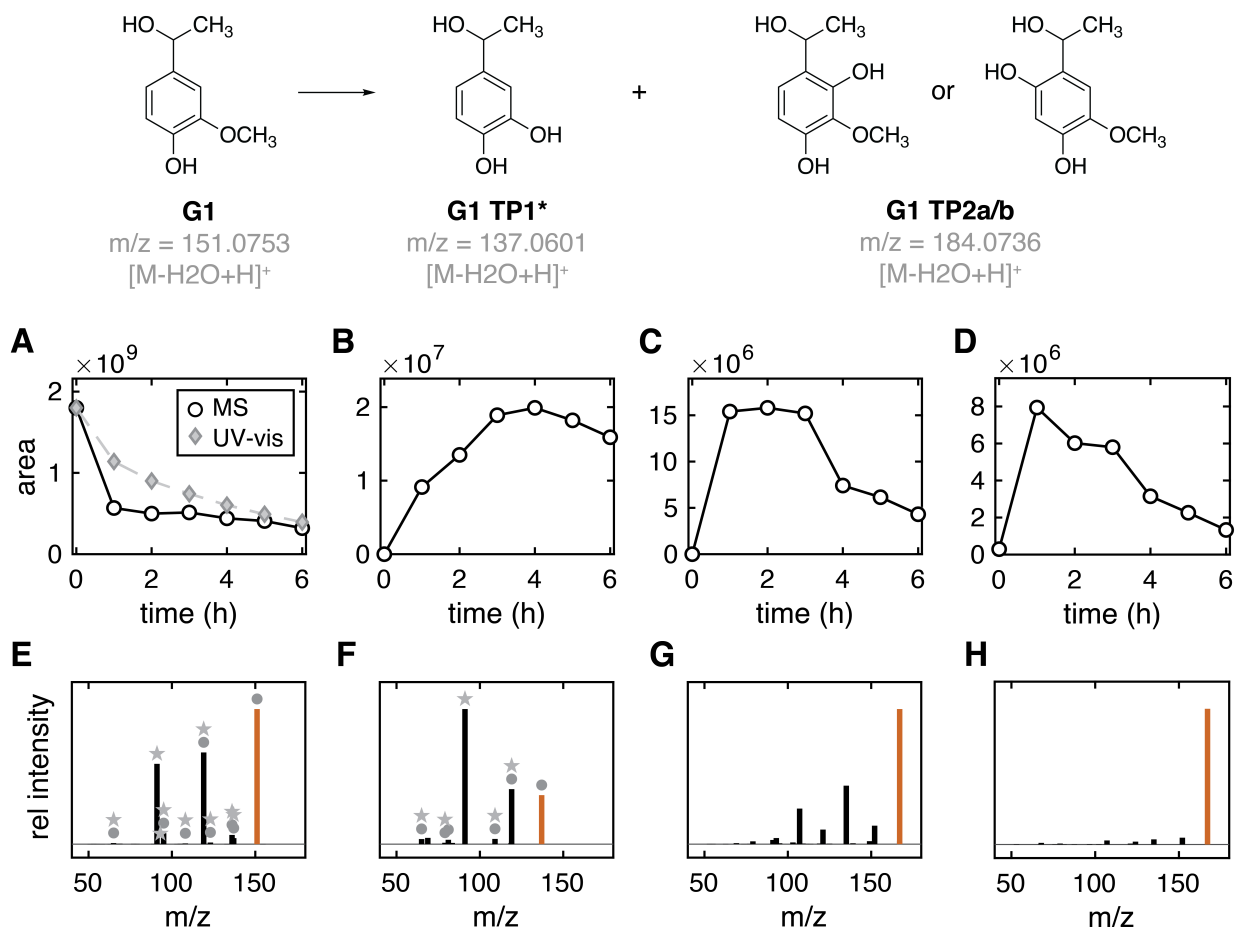 HO CH3 HO CH3 HO CH3 HO CH3
OH HO
+ or
OCH3 OH OCH3 OCH3
OH OH OH OH
G1 G1 TP1* G1 TP2a/b
m/z = 151.0753 m/z = 137.0601 m/z = 184.0736
[M-H2O+H]+ [M-H2O+H]+ [M-H2O+H]+
A B C D
×10^9 ×10^7 ×10^6 ×10^6
area
2
1
0
MS
UV-vis
0 2 4 6
time (h)
2
1
0
0 2 4 6
time (h)
15
10
5
0
0 2 4 6
time (h)
8
6
4
2
0
0 2 4 6
time (h)
E F G H
rel intensity
50 100 150 50 100 150 50 100 150 50 100 150
m/z m/z m/z m/z